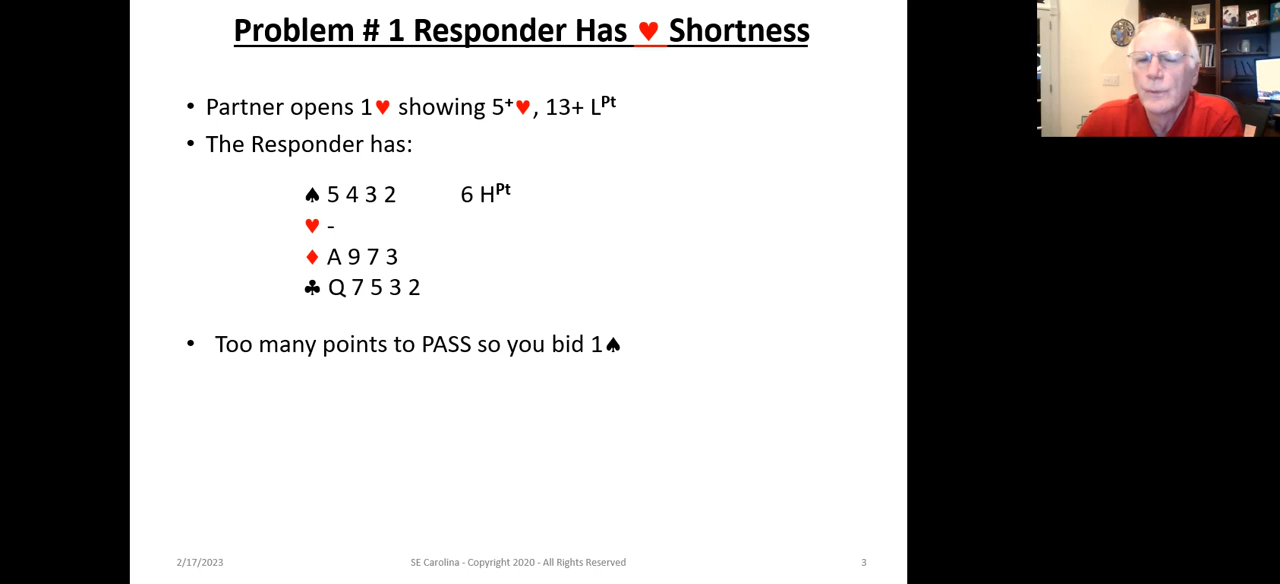 Problem # 1 Responder Has ♥ Shortness
• Partner opens 1♥ showing 5⁺♥, 13+ Lᴾᵗ
• The Responder has:
♠ 5 4 3 2 6 Hᴾᵗ
♥ -
♦ A 9 7 3
♣ Q 7 5 3 2
• Too many points to PASS so you bid 1♠
2/17/2023 SE Carolina - Copyright 2020 - All Rights Reserved 3